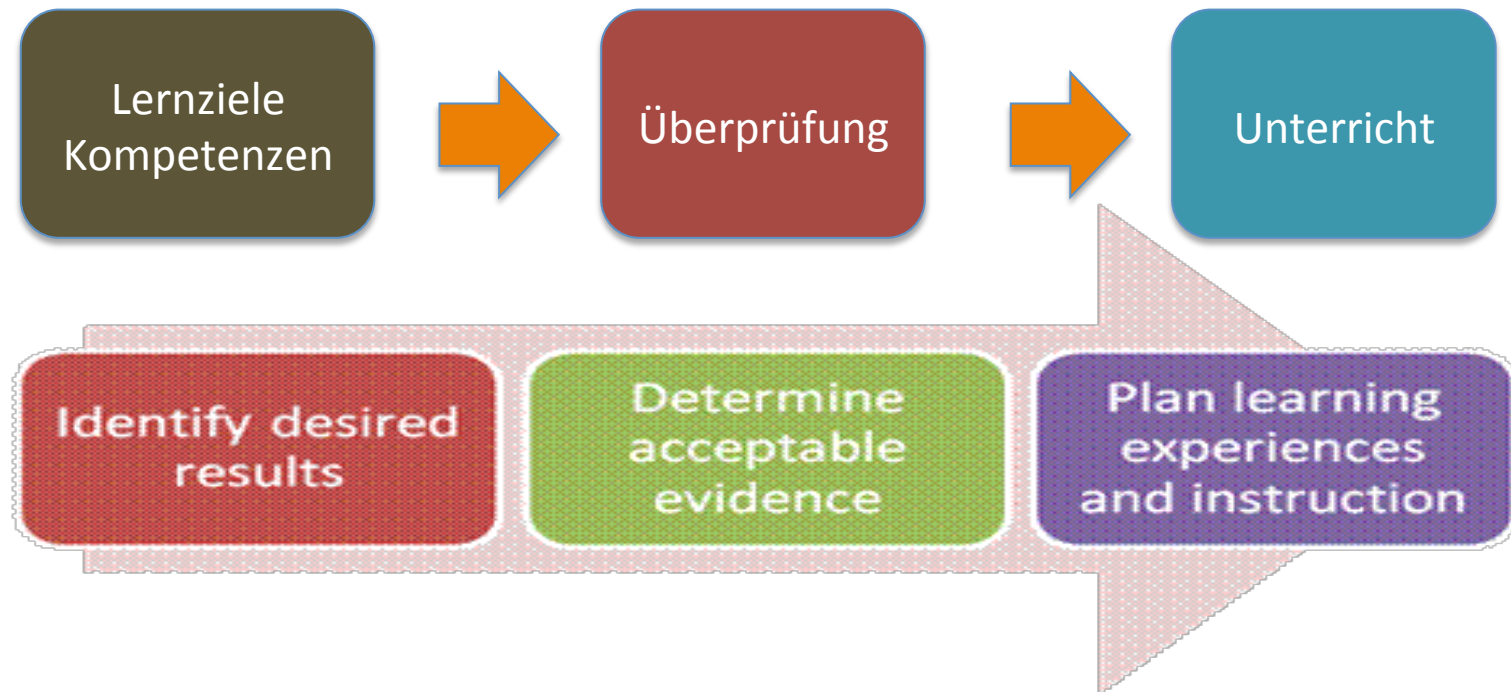 Lernziele
Kompetenzen
Überprüfung
Unterricht
Identify desired
results
Determine
acceptable
evidence
Plan learning
experiences
and instruction